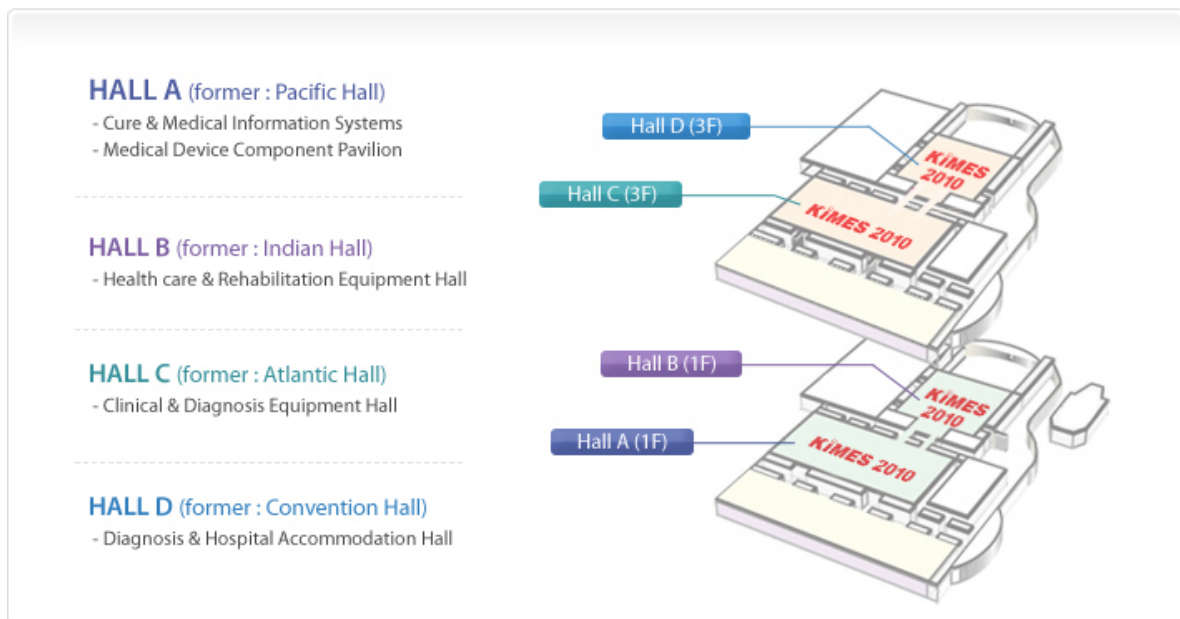 HALL A (former : Pacific Hall)
- Cure & Medical Information Systems
- Medical Device Component Pavilion
HALL B (former : Indian Hall)
- Health care & Rehabilitation Equipment Hall
HALL C (former : Atlantic Hall)
- Clinical & Diagnosis Equipment Hall
HALL D (former : Convention Hall)
- Diagnosis & Hospital Accommodation Hall
Hall D (3F)
KiMES
2010
Hall C (3F)
KiMES 2010
Hall B (1F)
KiMES
2010
Hall A (1F)
KiMES 2010